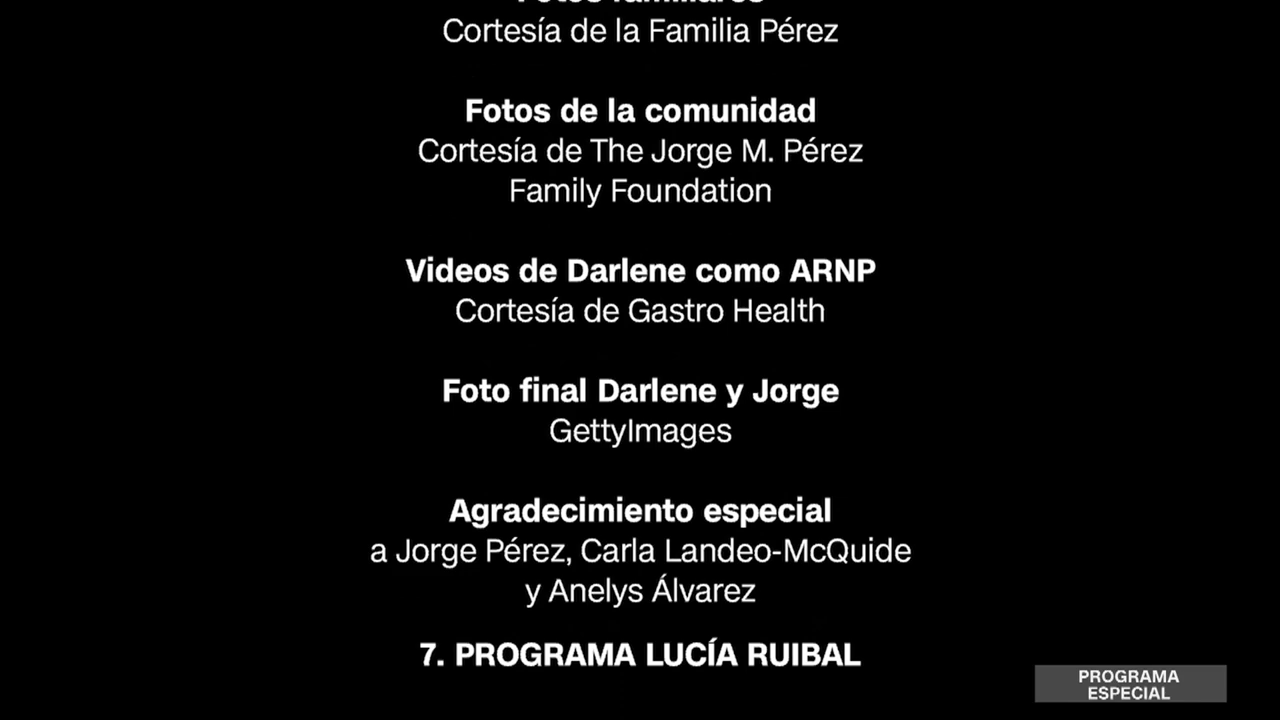 Fotos familiares
Cortesía de la Familia Pérez
Fotos de la comunidad
Cortesía de The Jorge M. Pérez
Family Foundation
Videos de Darlene como ARNP
Cortesía de Gastro Health
Foto final Darlene y Jorge
GettyImages
Agradecimiento especial
a Jorge Pérez, Carla Landeo-McQuide
y Anelys Álvarez
7. PROGRAMA LUCÍA RUIBAL
PROGRAMA
ESPECIAL